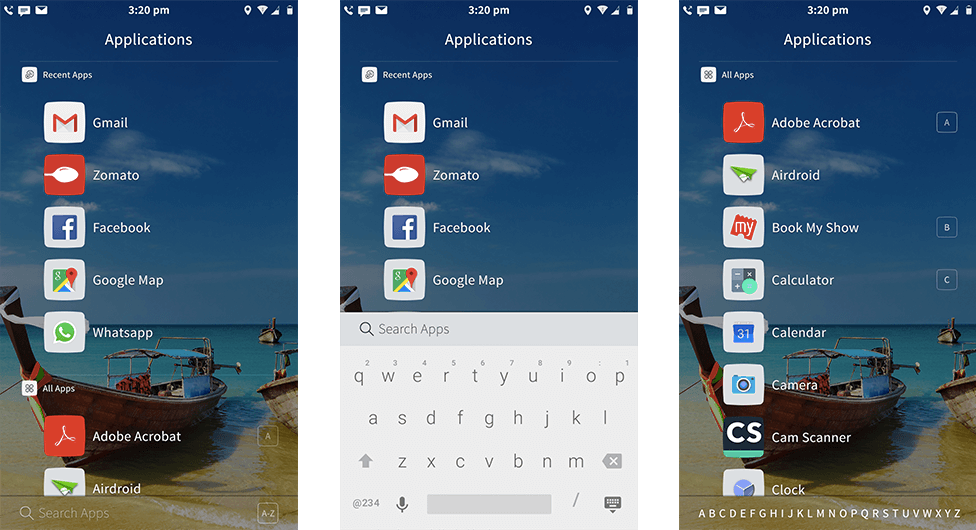 3:20 pm
Applications
Recent Apps
Gmail
Zomato
Facebook
Google Map
Whatsapp
All Apps
Adobe Acrobat
A
Airdroid
Search Apps
A-Z
3:20 pm
Applications
Recent Apps
Gmail
Zomato
Facebook
Google Map
Search Apps
2 3 4 5 6 7 8 9 : 1
q w e r t y u i o p
a s d f g h j k l
z x c v b n m
@234 /
3:20 pm
Applications
All Apps
Adobe Acrobat
A
Airdroid
my
Book My Show
B
Calculator
C
31
Calendar
Camera
CS
Cam Scanner
Clock
A B C D E F G H I J K L M N O P Q R S T U V W X Y Z